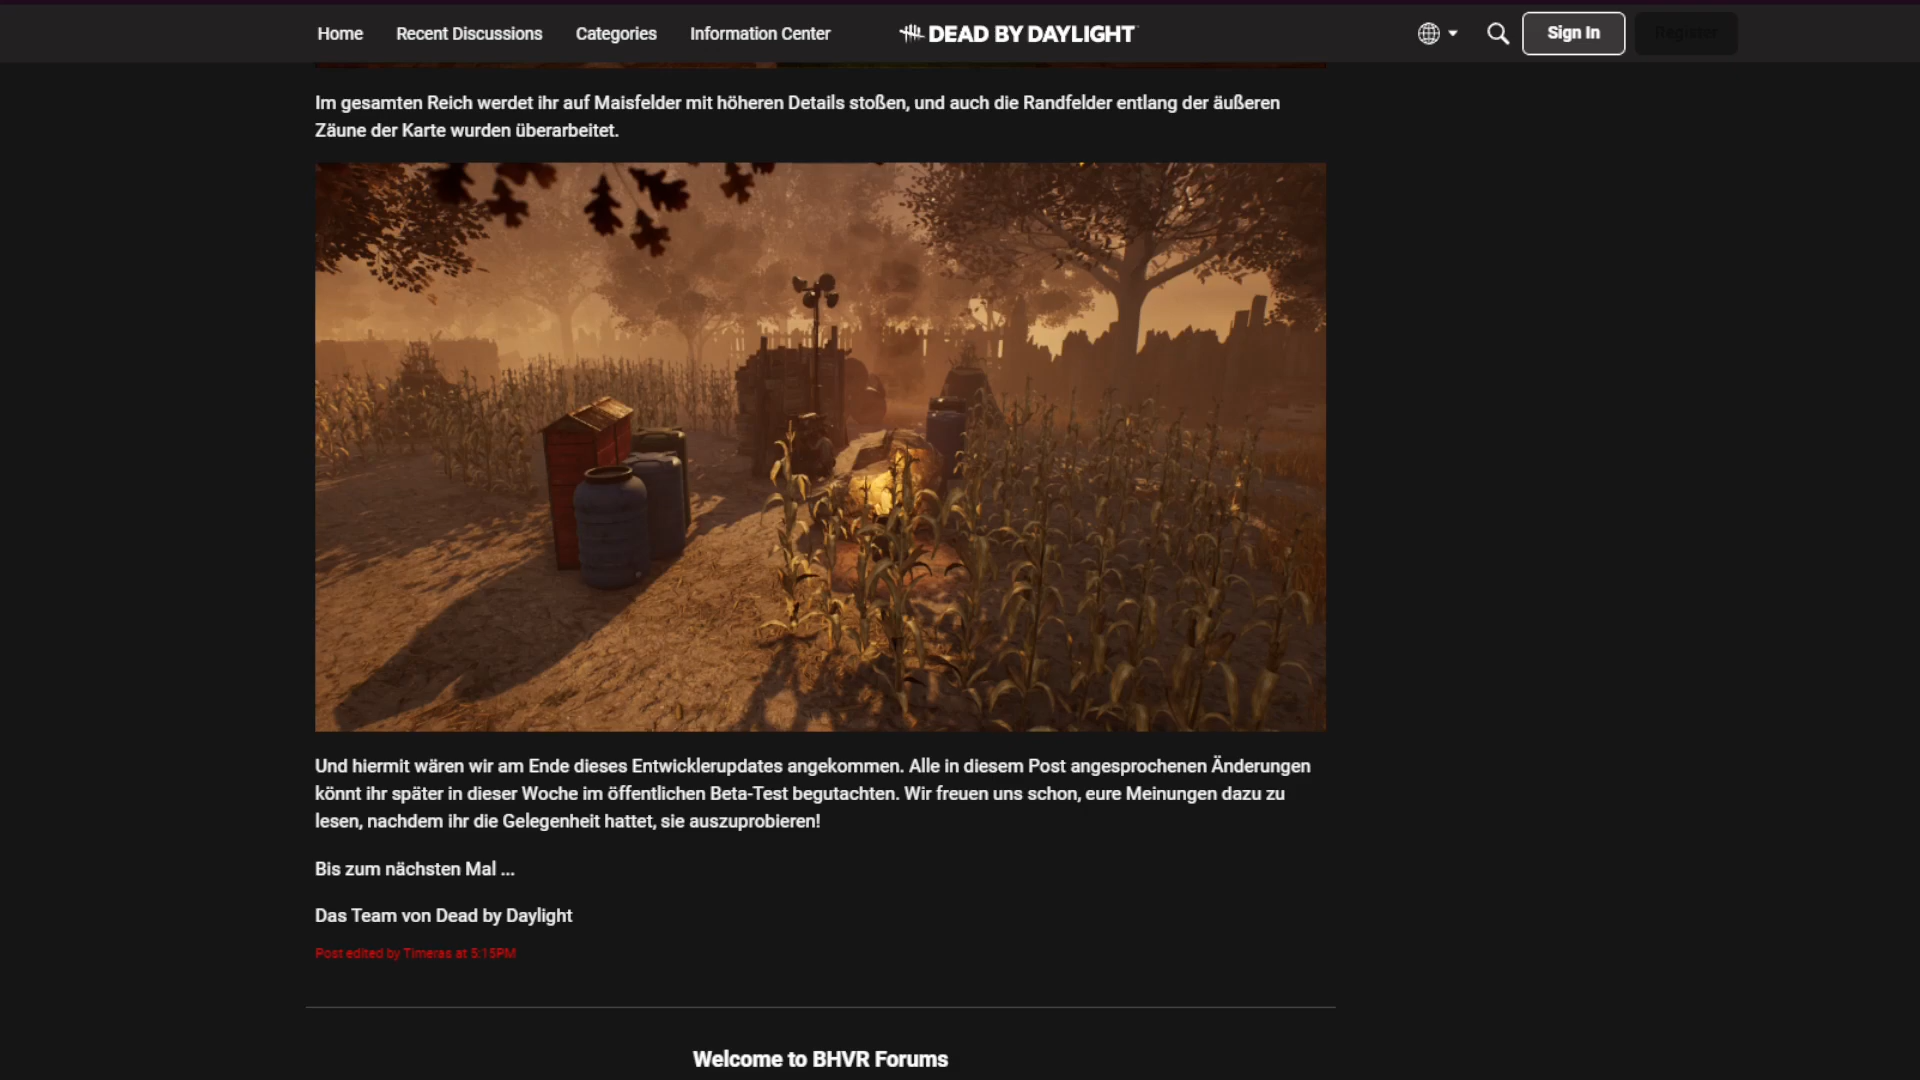 Home Recent Discussions Categories Information Center DEAD BY DAYLIGHT Sign In Register
Im gesamten Reich werdet ihr auf Maisfelder mit höheren Details stoßen, und auch die Randfelder entlang der äußeren
Zäune der Karte wurden überarbeitet.
Und hiermit wären wir am Ende dieses Entwicklerupdates angekommen. Alle in diesem Post angesprochenen Änderungen
könnt ihr später in dieser Woche im öffentlichen Beta-Test begutachten. Wir freuen uns schon, eure Meinungen dazu zu
lesen, nachdem ihr die Gelegenheit hattet, sie auszuprobieren!
Bis zum nächsten Mal ...
Das Team von Dead by Daylight
Post edited by Timeras at 5:15PM
Welcome to BHVR Forums